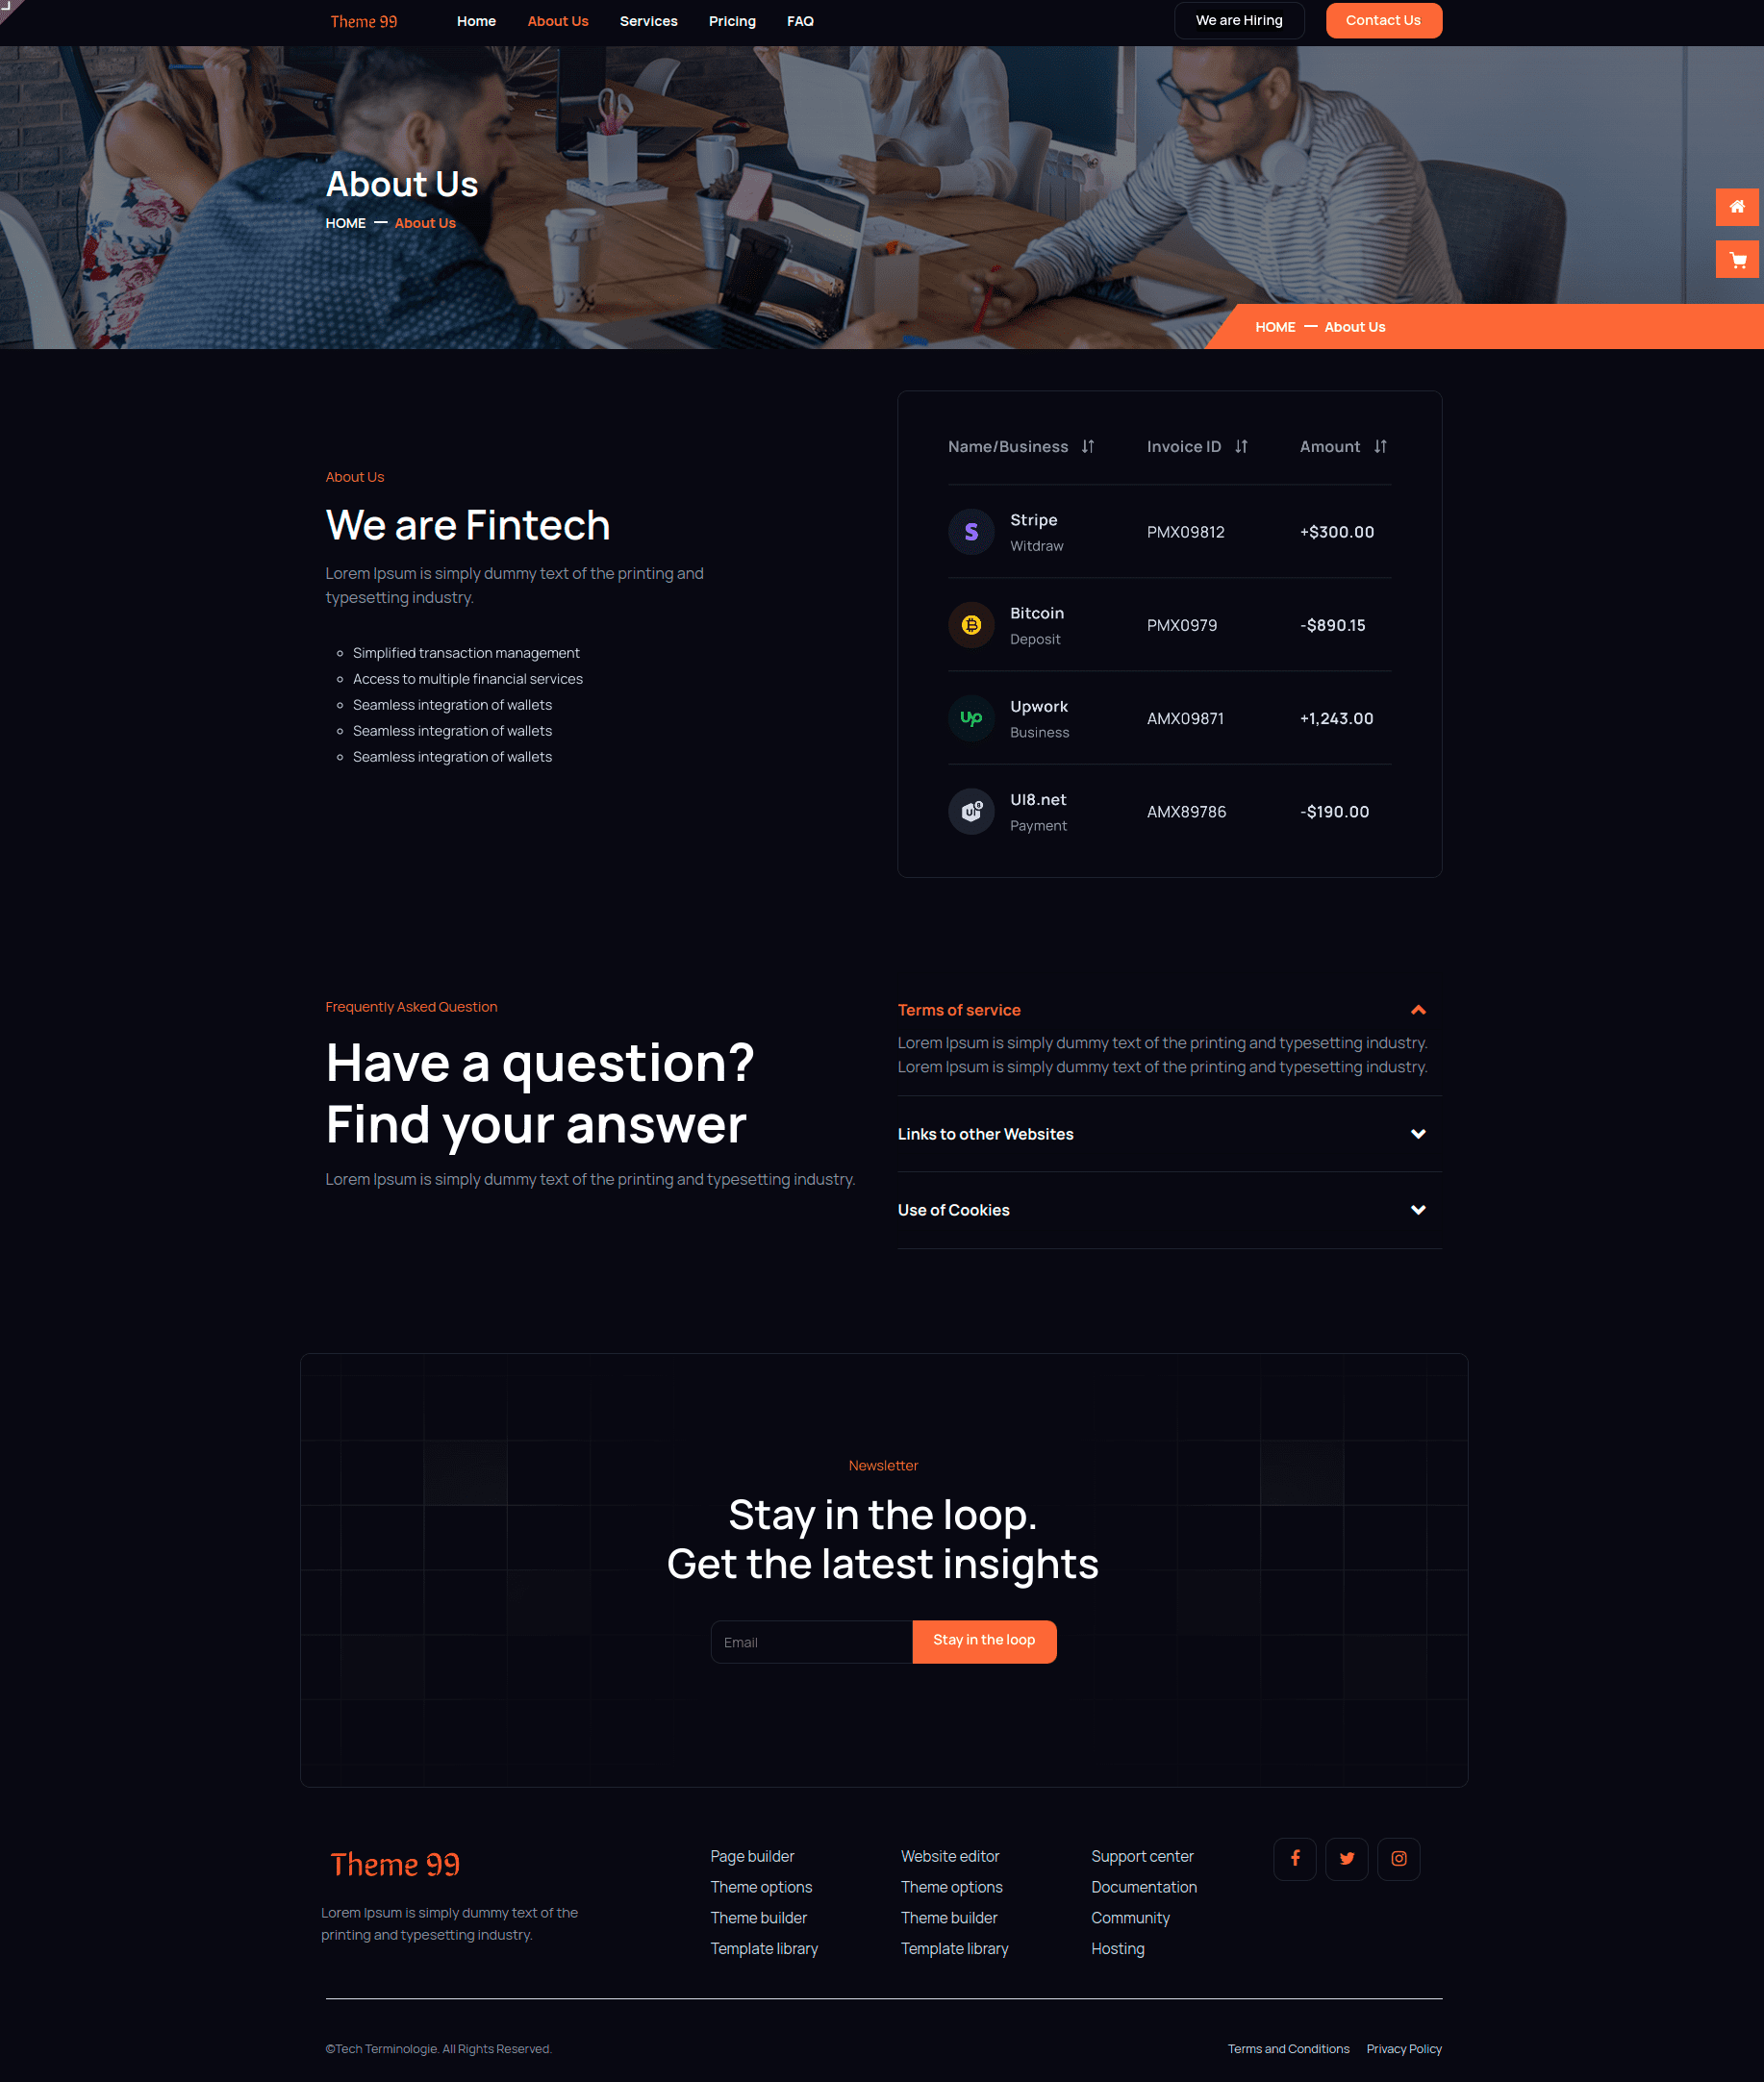 Theme 99
Home
About Us
Services
Pricing
FAQ
We are Hiring
Contact Us
About Us
HOME — About Us
HOME — About Us
About Us
We are Fintech
Lorem Ipsum is simply dummy text of the printing and
typesetting industry.
Simplified transaction management
Access to multiple financial services
Seamless integration of wallets
Seamless integration of wallets
Seamless integration of wallets
Name/Business
Invoice ID
Amount
Stripe
Witdraw
PMX09812
+$300.00
Bitcoin
Deposit
PMX0979
-$890.15
Up
Upwork
Business
AMX09871
+1,243.00
UI8
UI8.net
Payment
AMX89786
-$190.00
Frequently Asked Question
Have a question?
Find your answer
Lorem Ipsum is simply dummy text of the printing and typesetting industry.
Terms of service
Lorem Ipsum is simply dummy text of the printing and typesetting industry.
Lorem Ipsum is simply dummy text of the printing and typesetting industry.
Links to other Websites
Use of Cookies
Newsletter
Stay in the loop.
Get the latest insights
Email
Stay in the loop
Theme 99
Lorem Ipsum is simply dummy text of the
printing and typesetting industry.
Page builder
Theme options
Theme builder
Template library
Website editor
Theme options
Theme builder
Template library
Support center
Documentation
Community
Hosting
©Tech Terminologie. All Rights Reserved.
Terms and Conditions
Privacy Policy